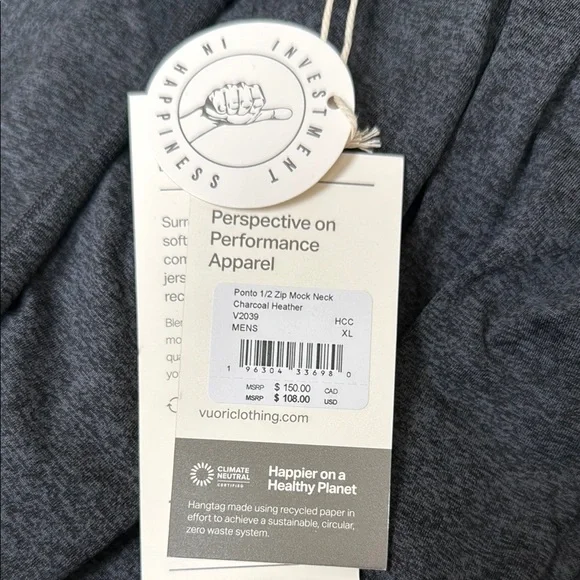 INVESTMENT
IN HAPPINESS
Perspective on
Performance
Apparel
Ponto 1/2 Zip Mock Neck
Charcoal Heather
V2039 HCC
MENS XL
1 96304 33698 0
MSRP $ 150.00 CAD
MSRP $ 108.00 USD
vuoriclothing.com
CLIMATE
NEUTRAL
CERTIFIED
Happier on a
Healthy Planet
Hangtag made using recycled paper in
effort to achieve a sustainable, circular,
zero waste system.
soft